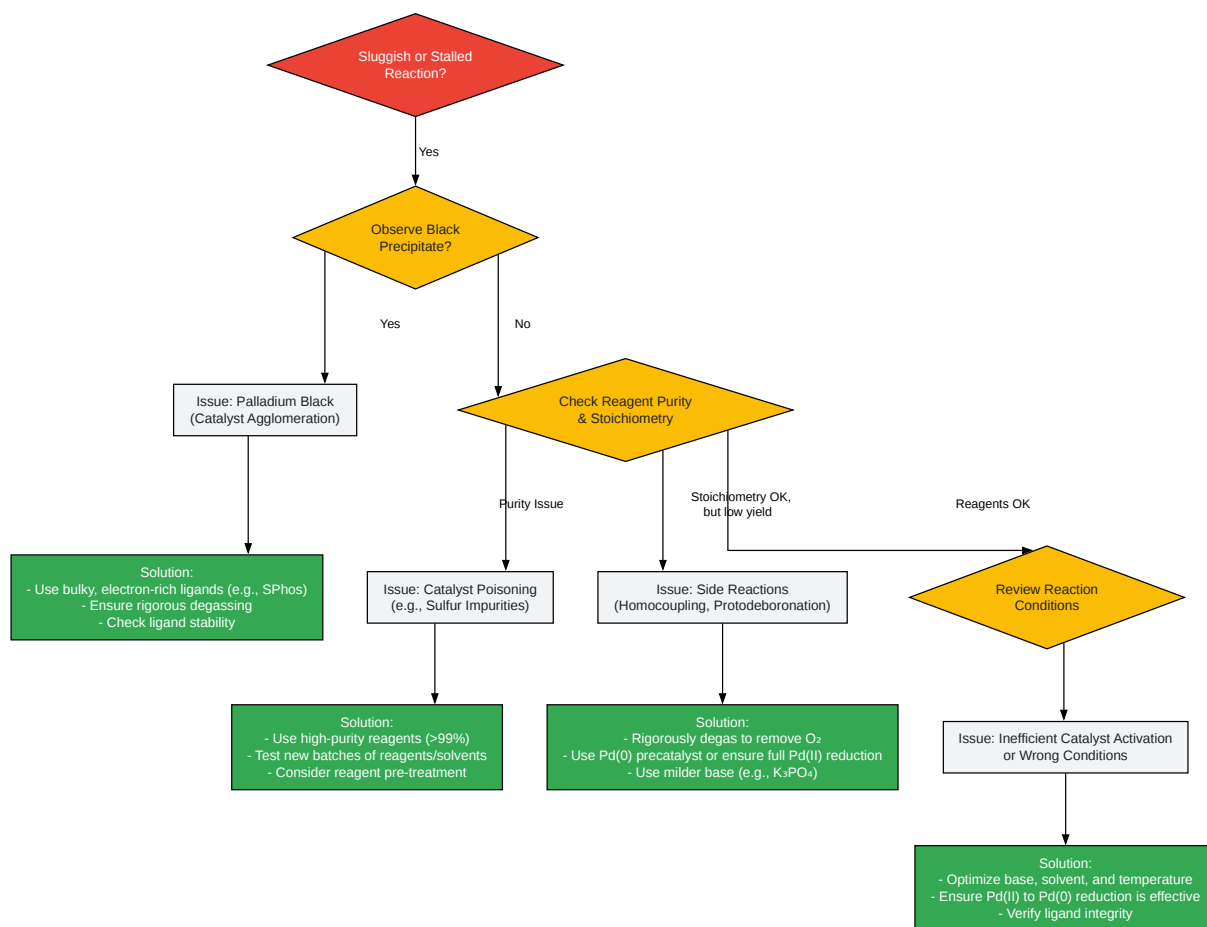 Sluggish or Stalled
Reaction?
Yes
Observe Black
Precipitate?
Yes
No
Issue: Palladium Black
(Catalyst Agglomeration)
Check Reagent Purity
& Stoichiometry
Purity Issue
Stoichiometry OK,
but low yield
Reagents OK
Solution:
- Use bulky, electron-rich ligands (e.g., SPhos)
- Ensure rigorous degassing
- Check ligand stability
Issue: Catalyst Poisoning
(e.g., Sulfur Impurities)
Issue: Side Reactions
(Homocoupling, Protodeboronation)
Review Reaction
Conditions
Solution:
- Use high-purity reagents (>99%)
- Test new batches of reagents/solvents
- Consider reagent pre-treatment
Solution:
- Rigorously degas to remove O₂
- Use Pd(0) precatalyst or ensure full Pd(II) reduction
- Use milder base (e.g., K₃PO₄)
Issue: Inefficient Catalyst Activation
or Wrong Conditions
Solution:
- Optimize base, solvent, and temperature
- Ensure Pd(II) to Pd(0) reduction is effective
- Verify ligand integrity